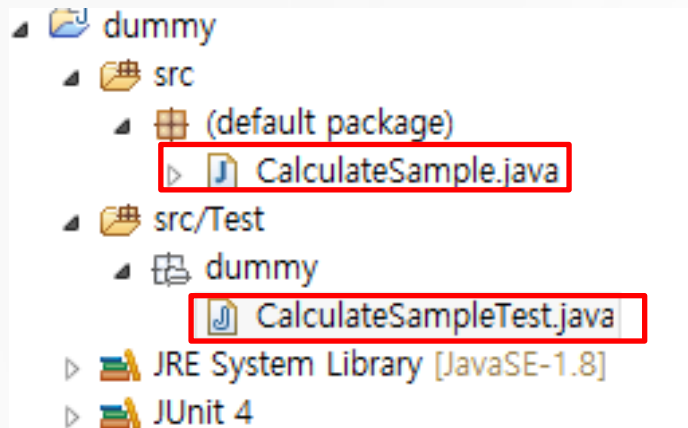 dummy
src
(default package)
CalculateSample.java
src/Test
dummy
CalculateSampleTest.java
JRE System Library [JavaSE-1.8]
JUnit 4